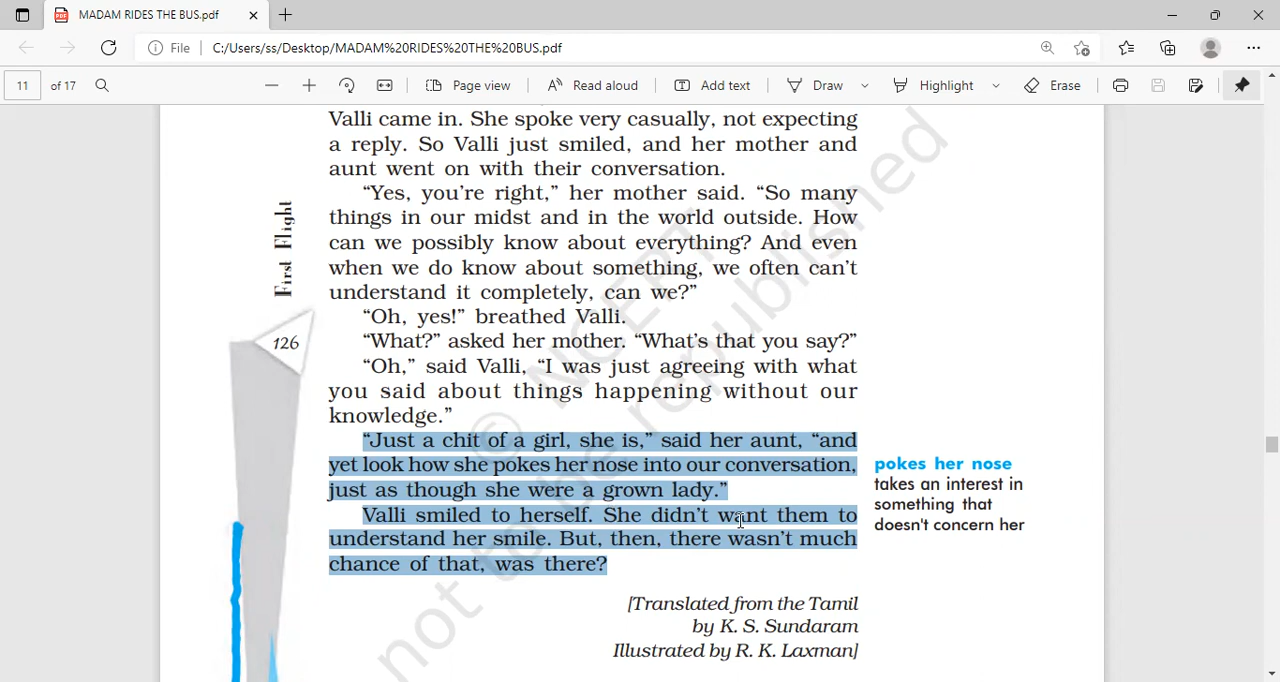 MADAM RIDES THE BUS.pdf
File
C:/Users/ss/Desktop/MADAM%20RIDES%20THE%20BUS.pdf
11 of 17
Page view
Read aloud
Add text
Draw
Highlight
Erase
Valli came in. She spoke very casually, not expecting
a reply. So Valli just smiled, and her mother and
aunt went on with their conversation.
“Yes, you’re right,” her mother said. “So many
things in our midst and in the world outside. How
can we possibly know about everything? And even
when we do know about something, we often can’t
understand it completely, can we?”
“Oh, yes!” breathed Valli.
“What?” asked her mother. “What’s that you say?”
“Oh,” said Valli, “I was just agreeing with what
you said about things happening without our
knowledge.”
“Just a chit of a girl, she is,” said her aunt, “and
yet look how she pokes her nose into our conversation,
just as though she were a grown lady.”
Valli smiled to herself. She didn’t want them to
understand her smile. But, then, there wasn’t much
chance of that, was there?
[Translated from the Tamil
by K. S. Sundaram
Illustrated by R. K. Laxman]
pokes her nose
takes an interest in
something that
doesn't concern her
First Flight
126
© NCERT
not to be republished